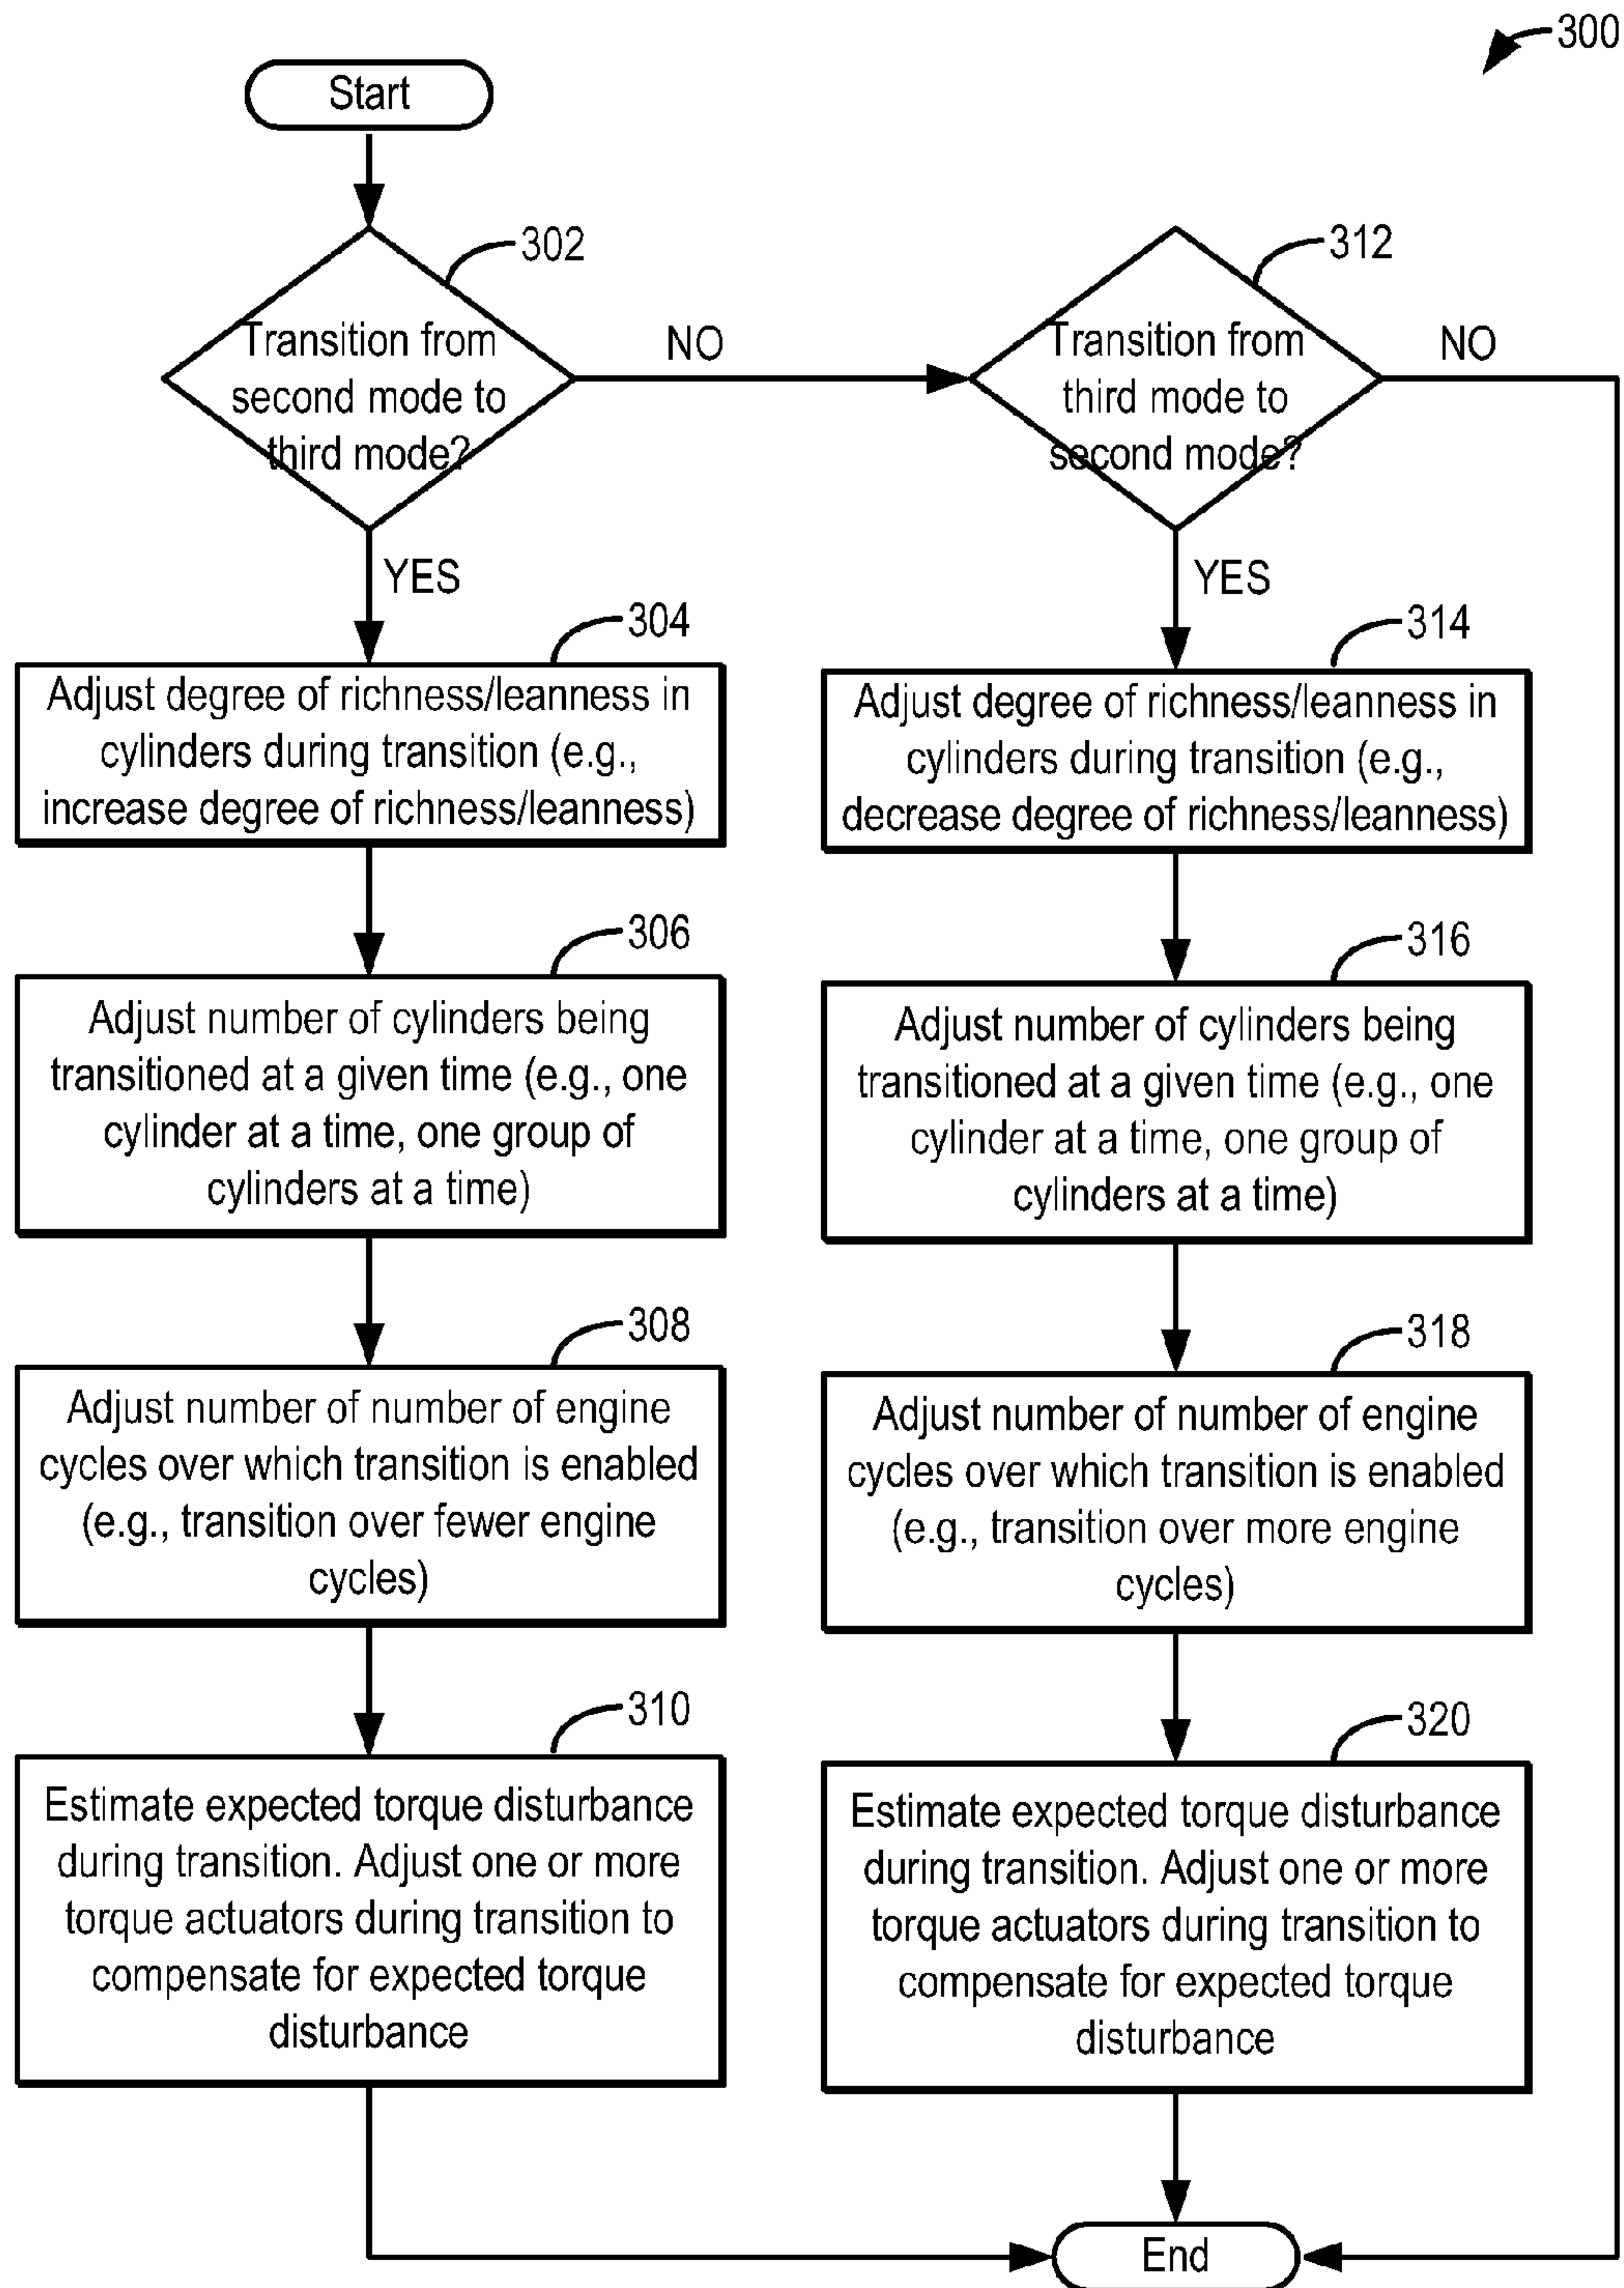 300
Start
302
Transition from
second mode to
third mode?
NO
YES
312
Transition from
third mode to
second mode?
NO
YES
304
Adjust degree of richness/leanness in
cylinders during transition (e.g.,
increase degree of richness/leanness)
306
Adjust number of cylinders being
transitioned at a given time (e.g., one
cylinder at a time, one group of
cylinders at a time)
308
Adjust number of number of engine
cycles over which transition is enabled
(e.g., transition over fewer engine
cycles)
310
Estimate expected torque disturbance
during transition. Adjust one or more
torque actuators during transition to
compensate for expected torque
disturbance
314
Adjust degree of richness/leanness in
cylinders during transition (e.g.,
decrease degree of richness/leanness)
316
Adjust number of cylinders being
transitioned at a given time (e.g., one
cylinder at a time, one group of
cylinders at a time)
318
Adjust number of number of engine
cycles over which transition is enabled
(e.g., transition over more engine
cycles)
320
Estimate expected torque disturbance
during transition. Adjust one or more
torque actuators during transition to
compensate for expected torque
disturbance
End